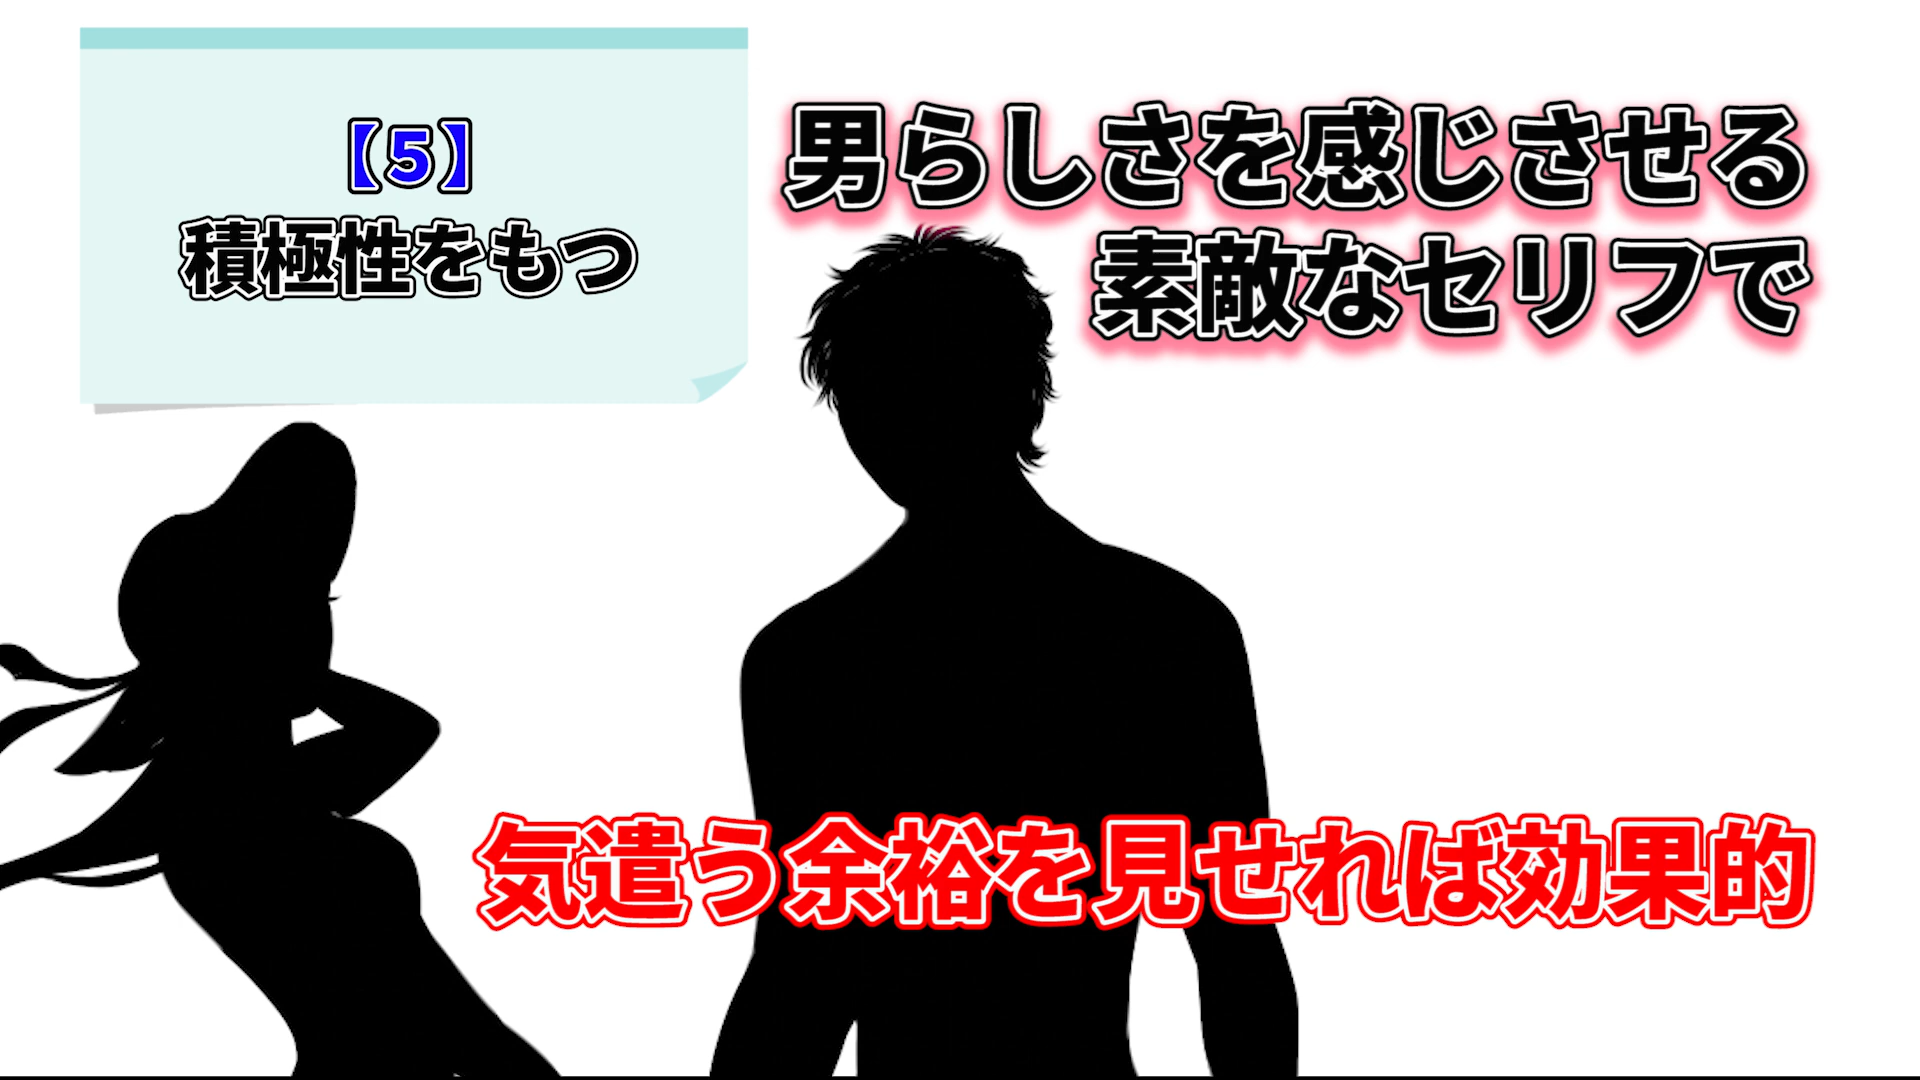 【5】
積極性をもつ
男らしさを感じさせる
素敵なセリフで
気遣う余裕を見せれば効果的